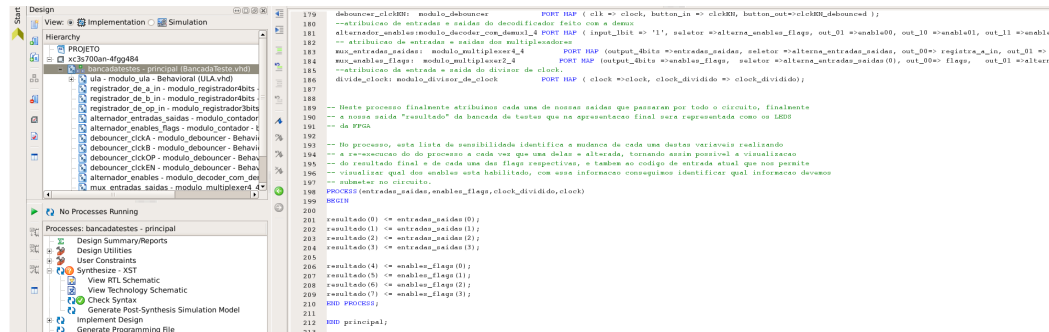 Start
Design
View:
Implementation
Simulation
Hierarchy
PROJETO
xc3s700an-4fgg484
bancadatestes - principal (BancadaTeste.vhd)
ula - modulo_ula - Behavioral (ULA.vhd)
registrador_de_a_in - modulo_registrador4bits -
registrador_de_b_in - modulo_registrador4bits -
registrador_de_op_in - modulo_registrador3bits
alternador_entradas_saidas - modulo_contador
alternador_enables_flags - modulo_contador - b
debouncer_clckA - modulo_debouncer - Behavi
debouncer_clckB - modulo_debouncer - Behavi
debouncer_clckOP - modulo_debouncer - Beha
debouncer_clckEN - modulo_debouncer - Behav
alternador_enables - modulo_decoder_com_der
mux_entradas_saidas - modulo_multiplexer4_4
No Processes Running
Processes: bancadatestes - principal
Design Summary/Reports
Design Utilities
User Constraints
Synthesize - XST
View RTL Schematic
View Technology Schematic
Check Syntax
Generate Post-Synthesis Simulation Model
Implement Design
Generate Programming File
179 debouncer_clckEN: modulo_debouncer PORT MAP ( clk => clock, button_in => clckEN, button_out=>clckEN_debounced );
180 --atribuicao de entradas e saidas do decodificador feito com a demux
181 alternador_enables:modulo_decoder_com_demux1_4 PORT MAP ( input_1bit => '1', seletor =>alterna_enables_flags, out_01 =>enable00, out_10 =>enable01, out_11 =>enab
182 -- atribuicao de entradas e saidas dos multiplexadores
183 mux_entradas_saidas: modulo_multiplexer4_4 PORT MAP (output_4bits =>entradas_saidas, seletor =>alterna_entradas_saidas, out_00=> registra_a_in, out_01 =>
184 mux_enables_flags: modulo_multiplexer2_4 PORT MAP (output_4bits =>enables_flags, seletor =>alterna_entradas_saidas(0), out_00=> flags, out_01 =>altern
185 --atribuicao da entrada e saida do divisor de clock
186 divide_clock: modulo_divisor_de_clock PORT MAP ( clock =>clock, clock_dividido => clock_dividido);
187
188
189 -- Neste processo finalmente atribuimos cada uma de nossas saidas que passaram por todo o circuito, finalmente
190 -- a nossa saida "resultado" da bancada de testes que na apresentacao final sera representada como os LEDS
191 -- da FPGA
192
193 -- No processo, esta lista de sensibilidade identifica a mudanca de cada uma destas variaveis realizando
194 -- a re-execucao do do processo a cada vez que uma delas e alterada, tornando assim possivel a visualisacao
195 -- do resultado final e de cada uma das flags respectivas, e tambem ao codigo de entrada atual que nos permite
196 -- visualizar qual dos enables esta habilitado, com essa informacao conseguimos identificar qual informacao devemos
197 -- submeter no circuito.
198 PROCESS(entradas_saidas,enables_flags,clock_dividido,clock)
199 BEGIN
200
201 resultado(0) <= entradas_saidas(0);
202 resultado(1) <= entradas_saidas(1);
203 resultado(2) <= entradas_saidas(2);
204 resultado(3) <= entradas_saidas(3);
205
206 resultado(4) <= enables_flags(0);
207 resultado(5) <= enables_flags(1);
208 resultado(6) <= enables_flags(2);
209 resultado(7) <= enables_flags(3);
210 END PROCESS;
211
212 END principal;